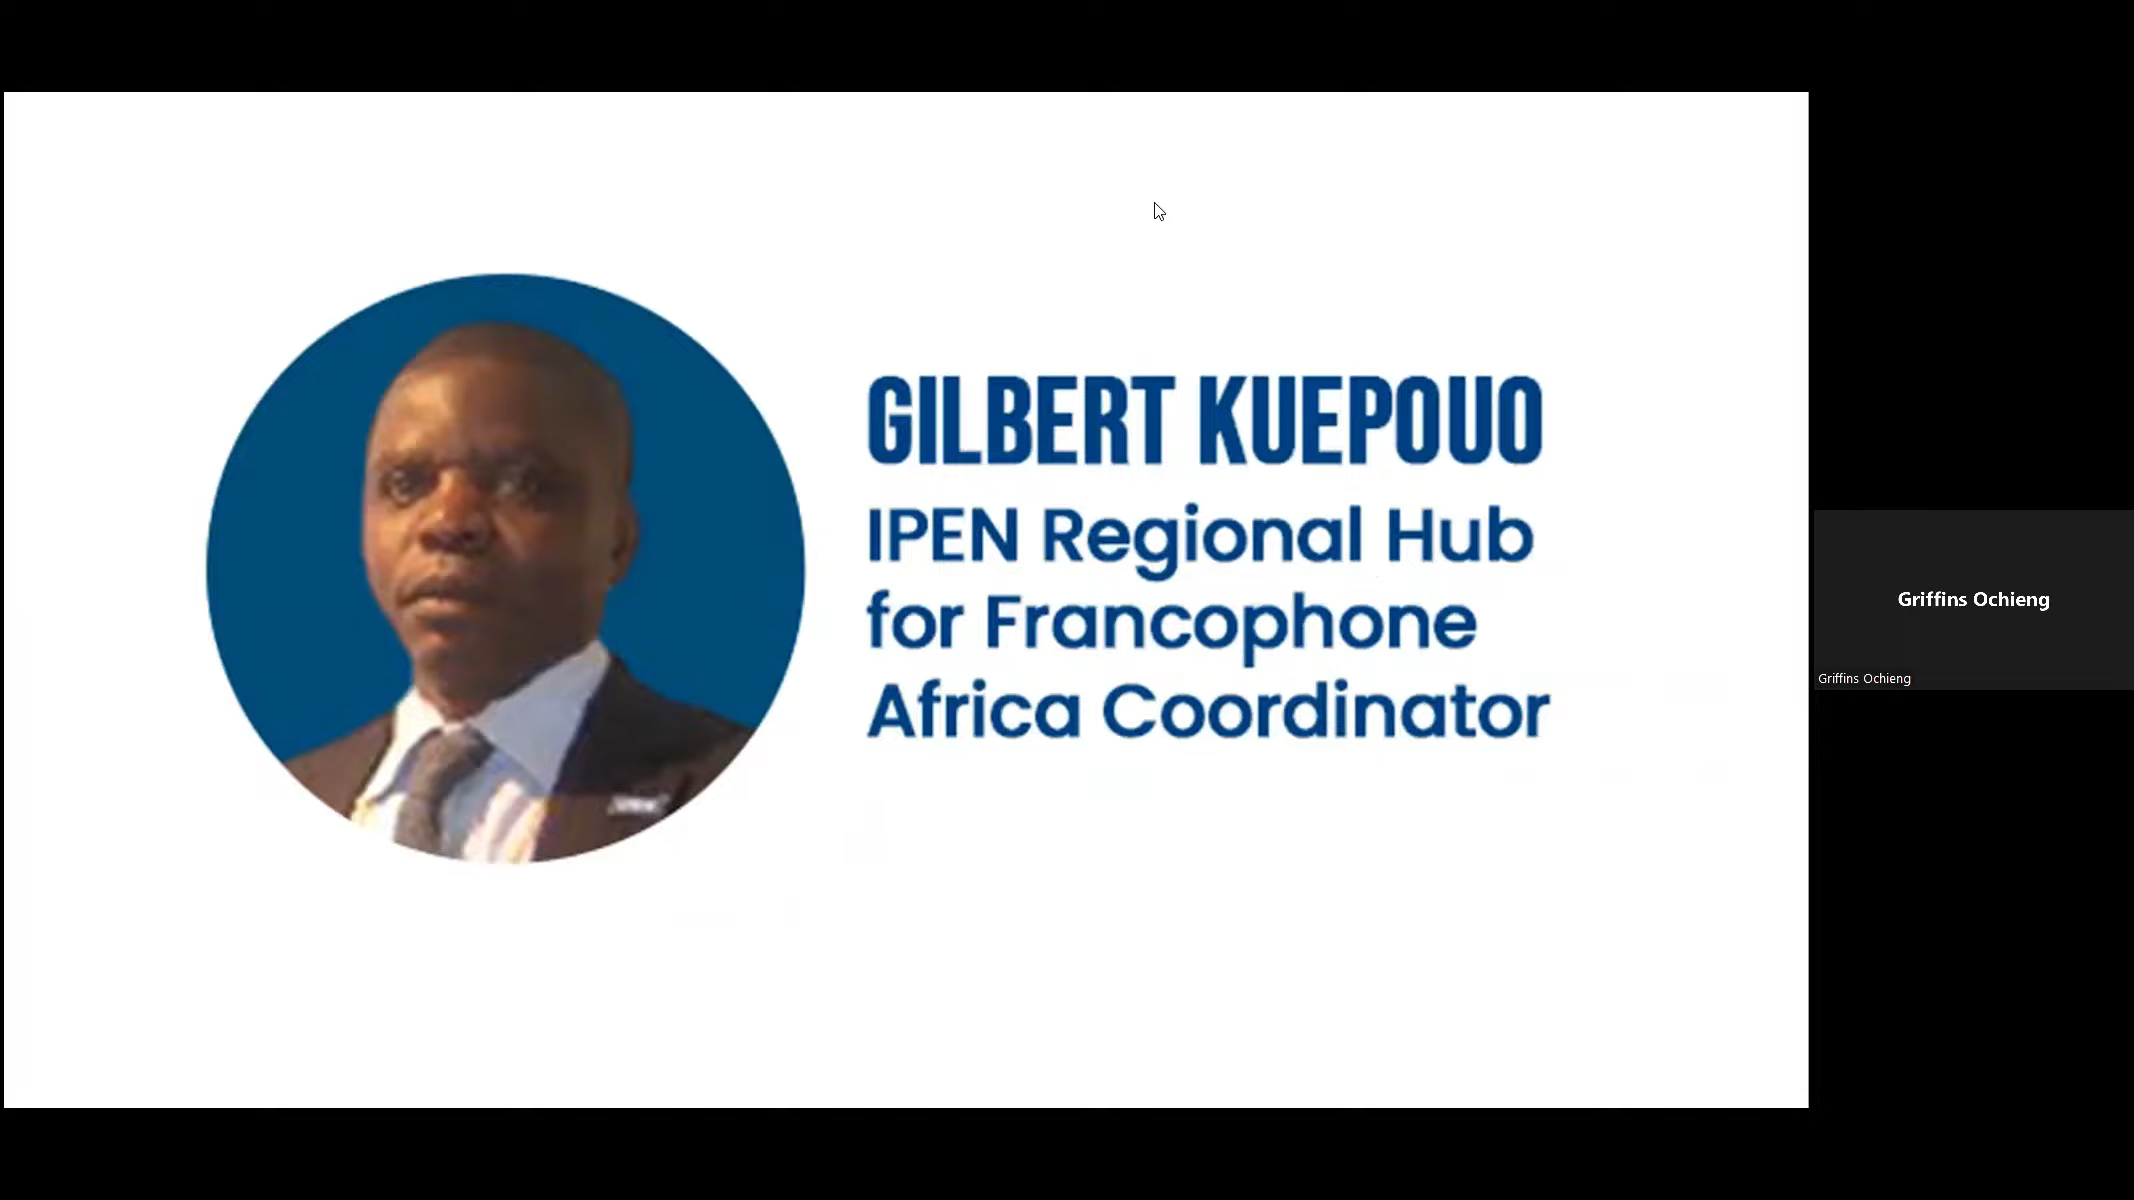 GILBERT KUEPOUO
IPEN Regional Hub
for Francophone
Africa Coordinator
Griffins Ochieng
Griffins Ochieng